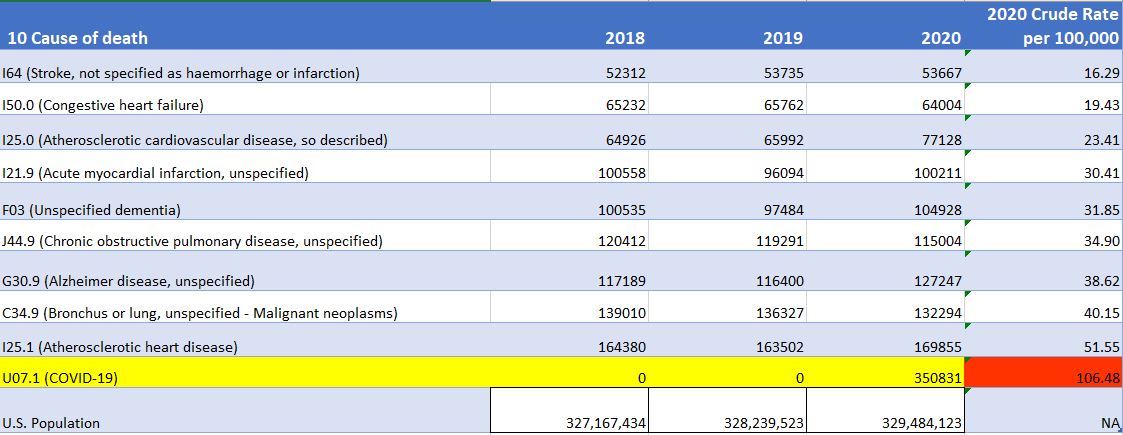 2020 Crude Rate
10 Cause of death 2018 2019 2020 per 100,000
I64 (Stroke, not specified as haemorrhage or infarction) 52312 53735 53667 16.29
I50.0 (Congestive heart failure) 65232 65762 64004 19.43
I25.0 (Atherosclerotic cardiovascular disease, so described) 64926 65992 77128 23.41
I21.9 (Acute myocardial infarction, unspecified) 100558 96094 100211 30.41
F03 (Unspecified dementia) 100535 97484 104928 31.85
J44.9 (Chronic obstructive pulmonary disease, unspecified) 120412 119291 115004 34.90
G30.9 (Alzheimer disease, unspecified) 117189 116400 127247 38.62
C34.9 (Bronchus or lung, unspecified - Malignant neoplasms) 139010 136327 132294 40.15
I25.1 (Atherosclerotic heart disease) 164380 163502 169855 51.55
U07.1 (COVID-19) 0 0 350831 106.48
U.S. Population 327,167,434 328,239,523 329,484,123 NA